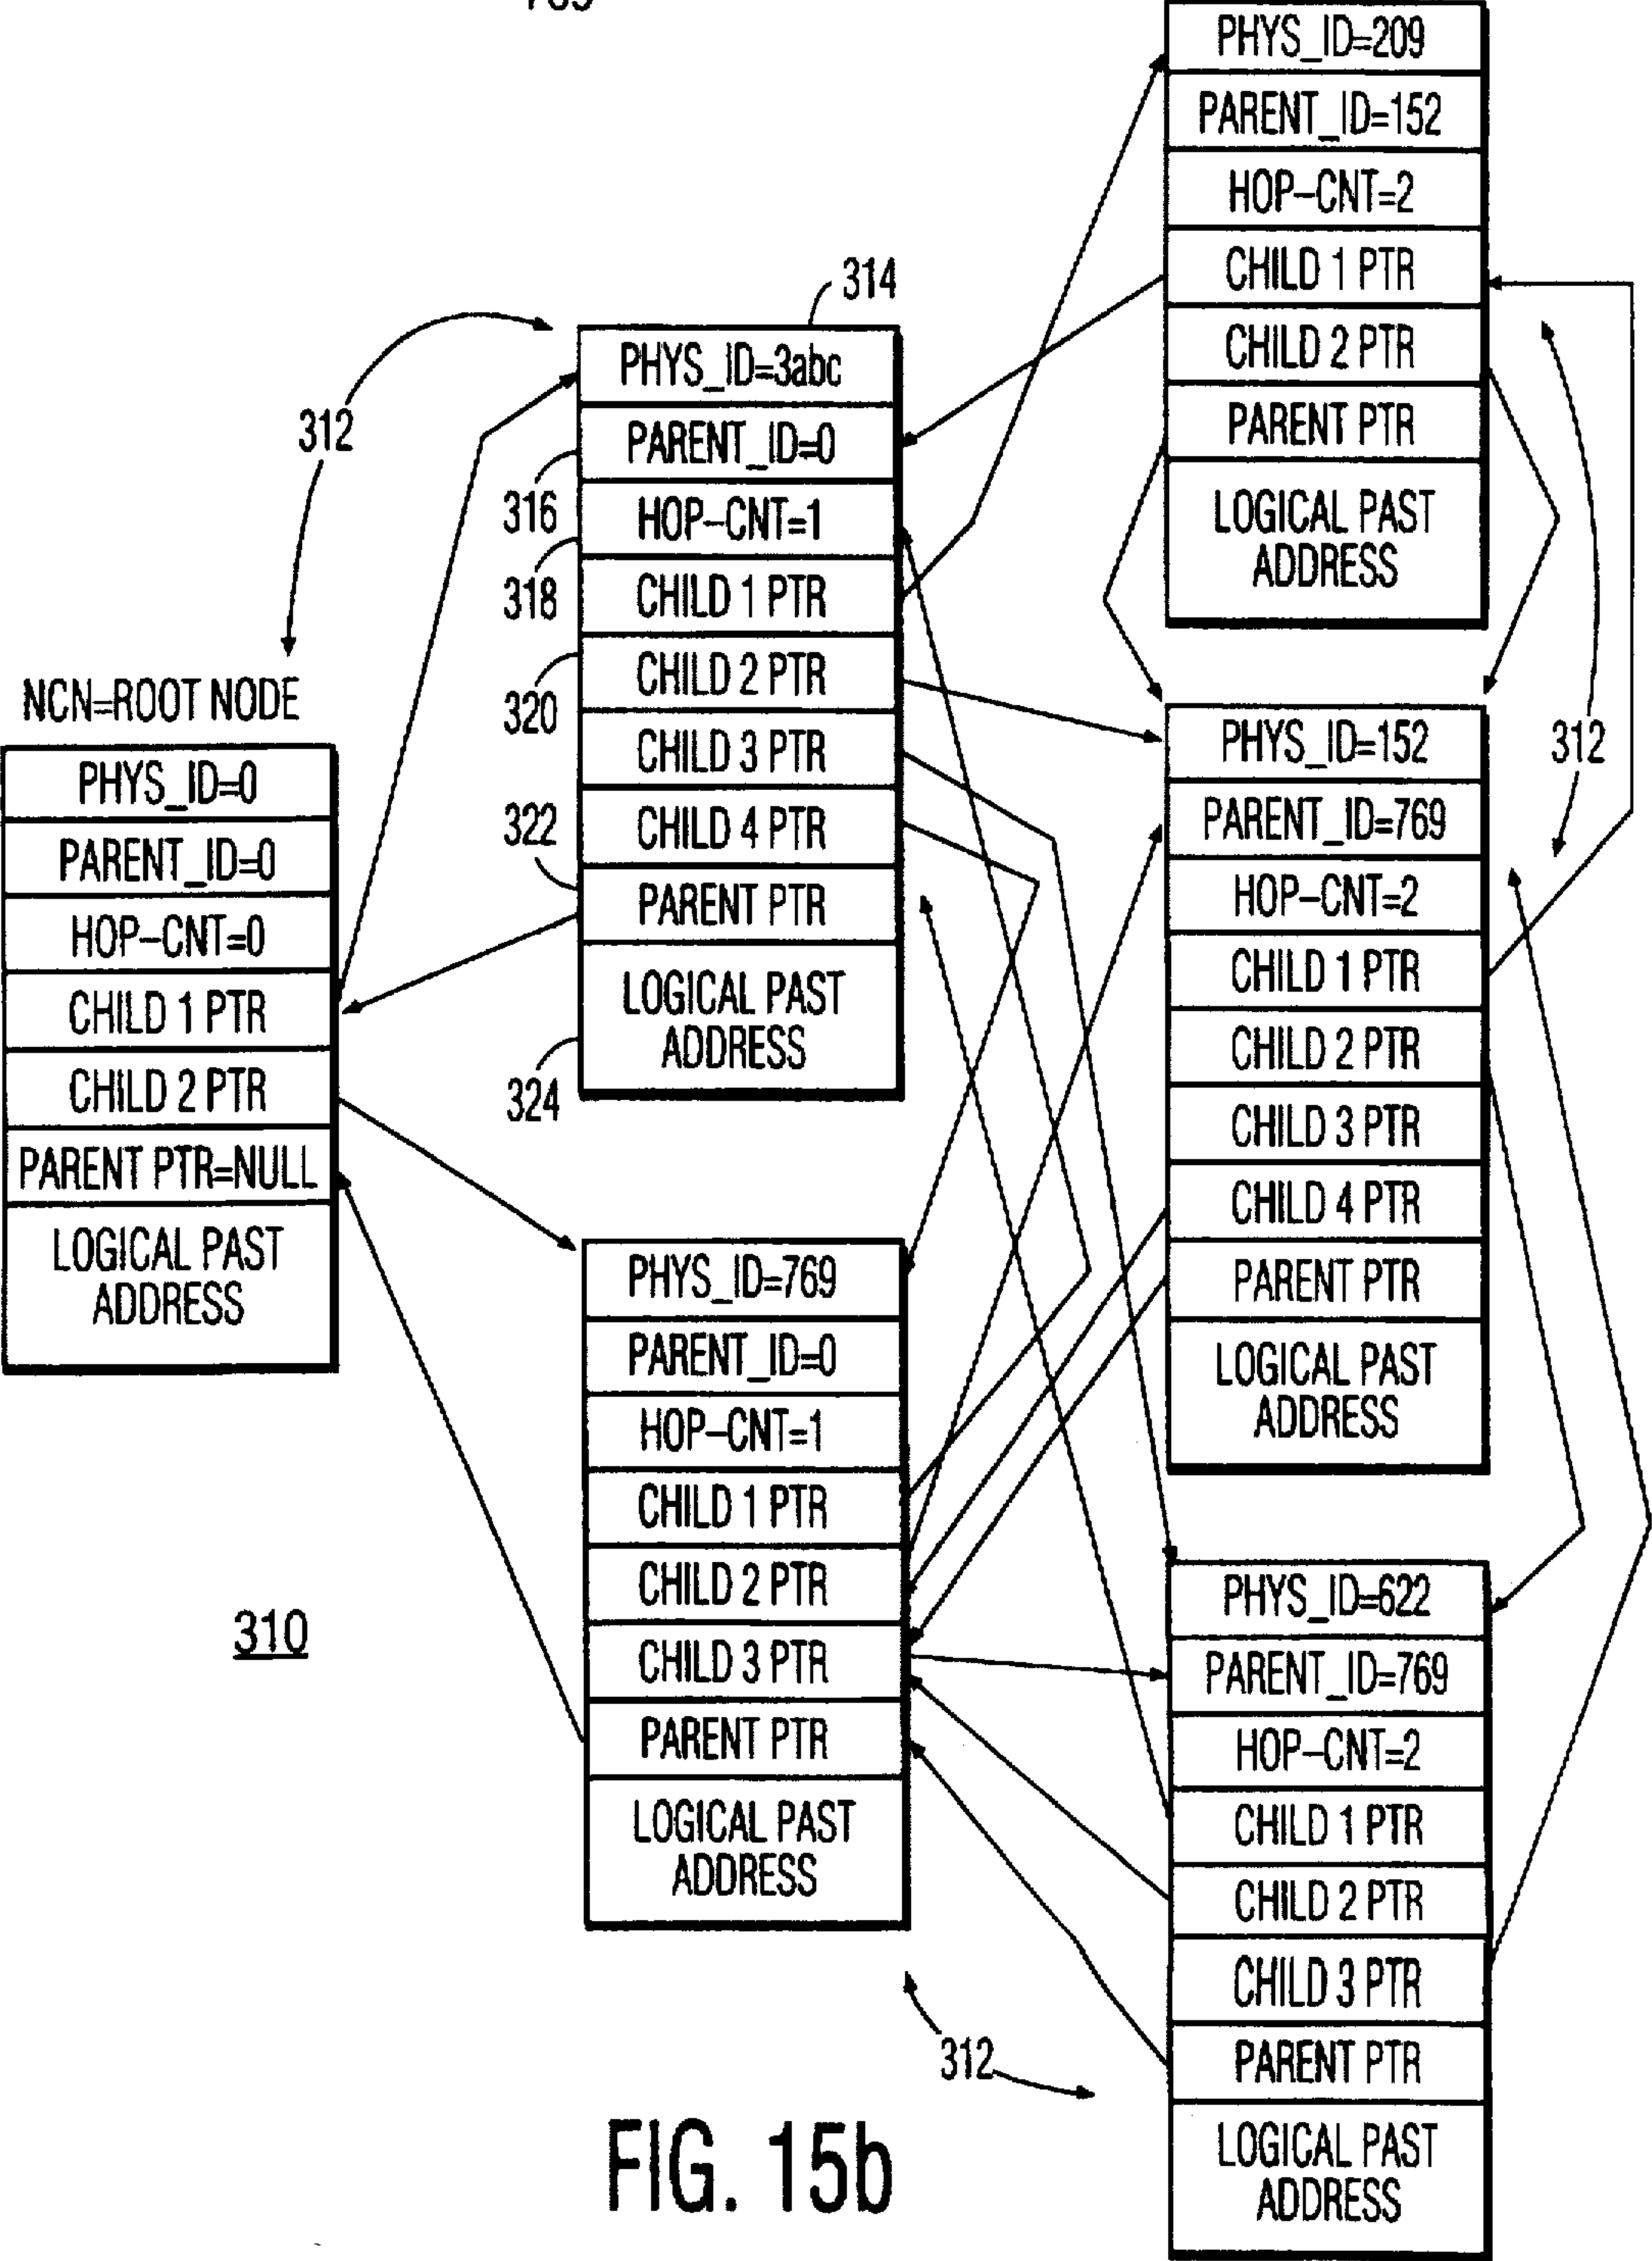 PHYS_ID=209
PARENT_ID=152
HOP-CNT=2
CHILD 1 PTR
CHILD 2 PTR
PARENT PTR
LOGICAL PAST
ADDRESS
314
312
PHYS_ID=3abc
PARENT_ID=0
HOP-CNT=1
CHILD 1 PTR
CHILD 2 PTR
CHILD 3 PTR
CHILD 4 PTR
PARENT PTR
LOGICAL PAST
ADDRESS
316
318
320
322
324
NCN=ROOT NODE
PHYS_ID=0
PARENT_ID=0
HOP-CNT=0
CHILD 1 PTR
CHILD 2 PTR
PARENT PTR=NULL
LOGICAL PAST
ADDRESS
312
PHYS_ID=152
PARENT_ID=769
HOP-CNT=2
CHILD 1 PTR
CHILD 2 PTR
CHILD 3 PTR
CHILD 4 PTR
PARENT PTR
LOGICAL PAST
ADDRESS
PHYS_ID=769
PARENT_ID=0
HOP-CNT=1
CHILD 1 PTR
CHILD 2 PTR
CHILD 3 PTR
PARENT PTR
LOGICAL PAST
ADDRESS
310
PHYS_ID=622
PARENT_ID=769
HOP-CNT=2
CHILD 1 PTR
CHILD 2 PTR
CHILD 3 PTR
PARENT PTR
LOGICAL PAST
ADDRESS
312
FIG. 15b